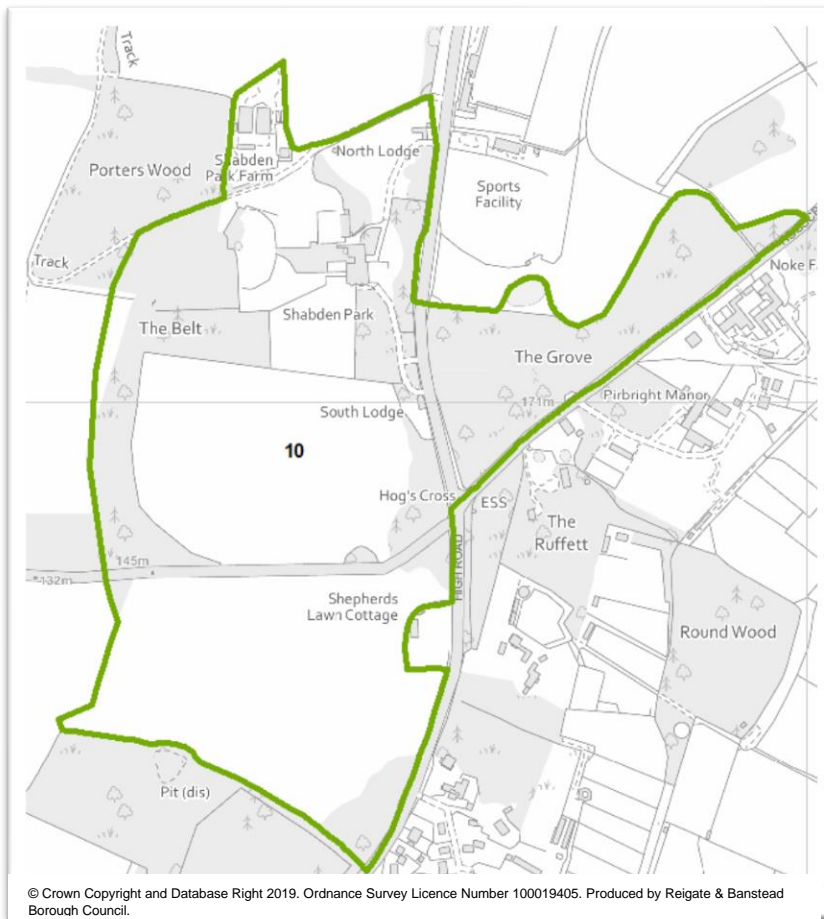 Track
Porters Wood
Shabden
Park Farm
North Lodge
Sports
Facility
Track
Noke F
The Belt
Shabden Park
The Grove
171m
Pirbright Manor
South Lodge
10
Hog's Cross
ESS
The
Ruffett
HIGH ROAD
145m
132m
Shepherds
Lawn Cottage
Round Wood
Pit (dis)
© Crown Copyright and Database Right 2019. Ordnance Survey Licence Number 100019405. Produced by Reigate & Banstead
Borough Council.